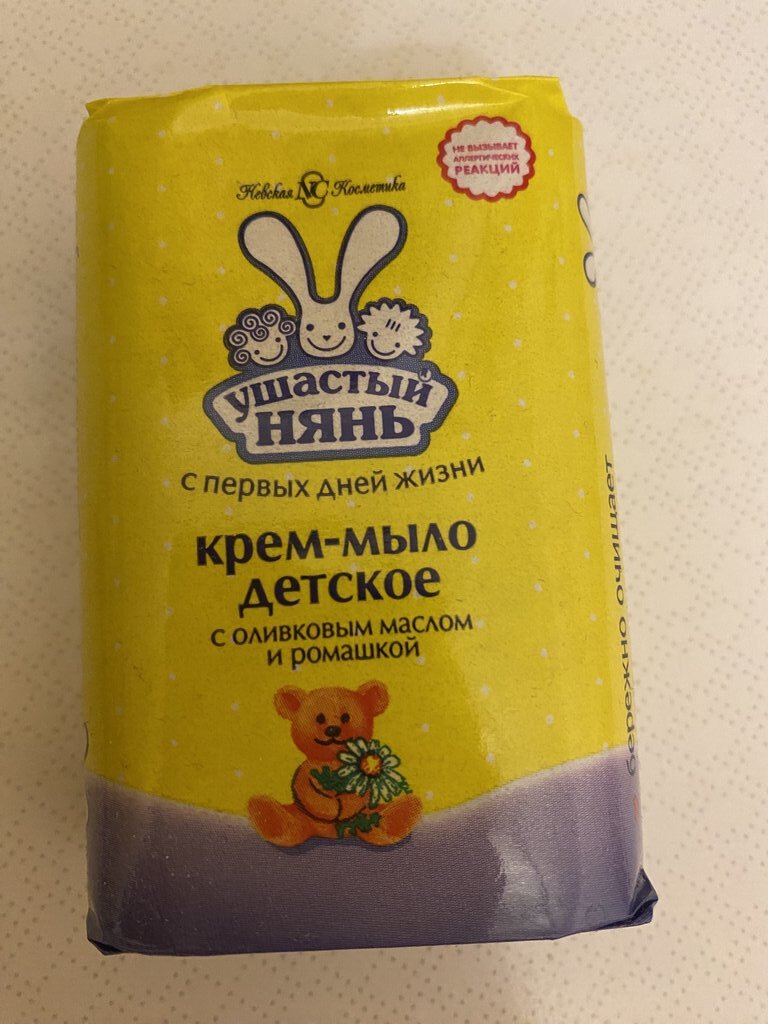 НЕ ВЫЗЫВАЕТ
АЛЛЕРГИЧЕСКИХ
РЕАКЦИЙ
Невская NC Косметика
УШАСТЫЙ
НЯНЬ
с первых дней жизни
крем-мыло
детское
с оливковым маслом
и ромашкой
бережно очищает